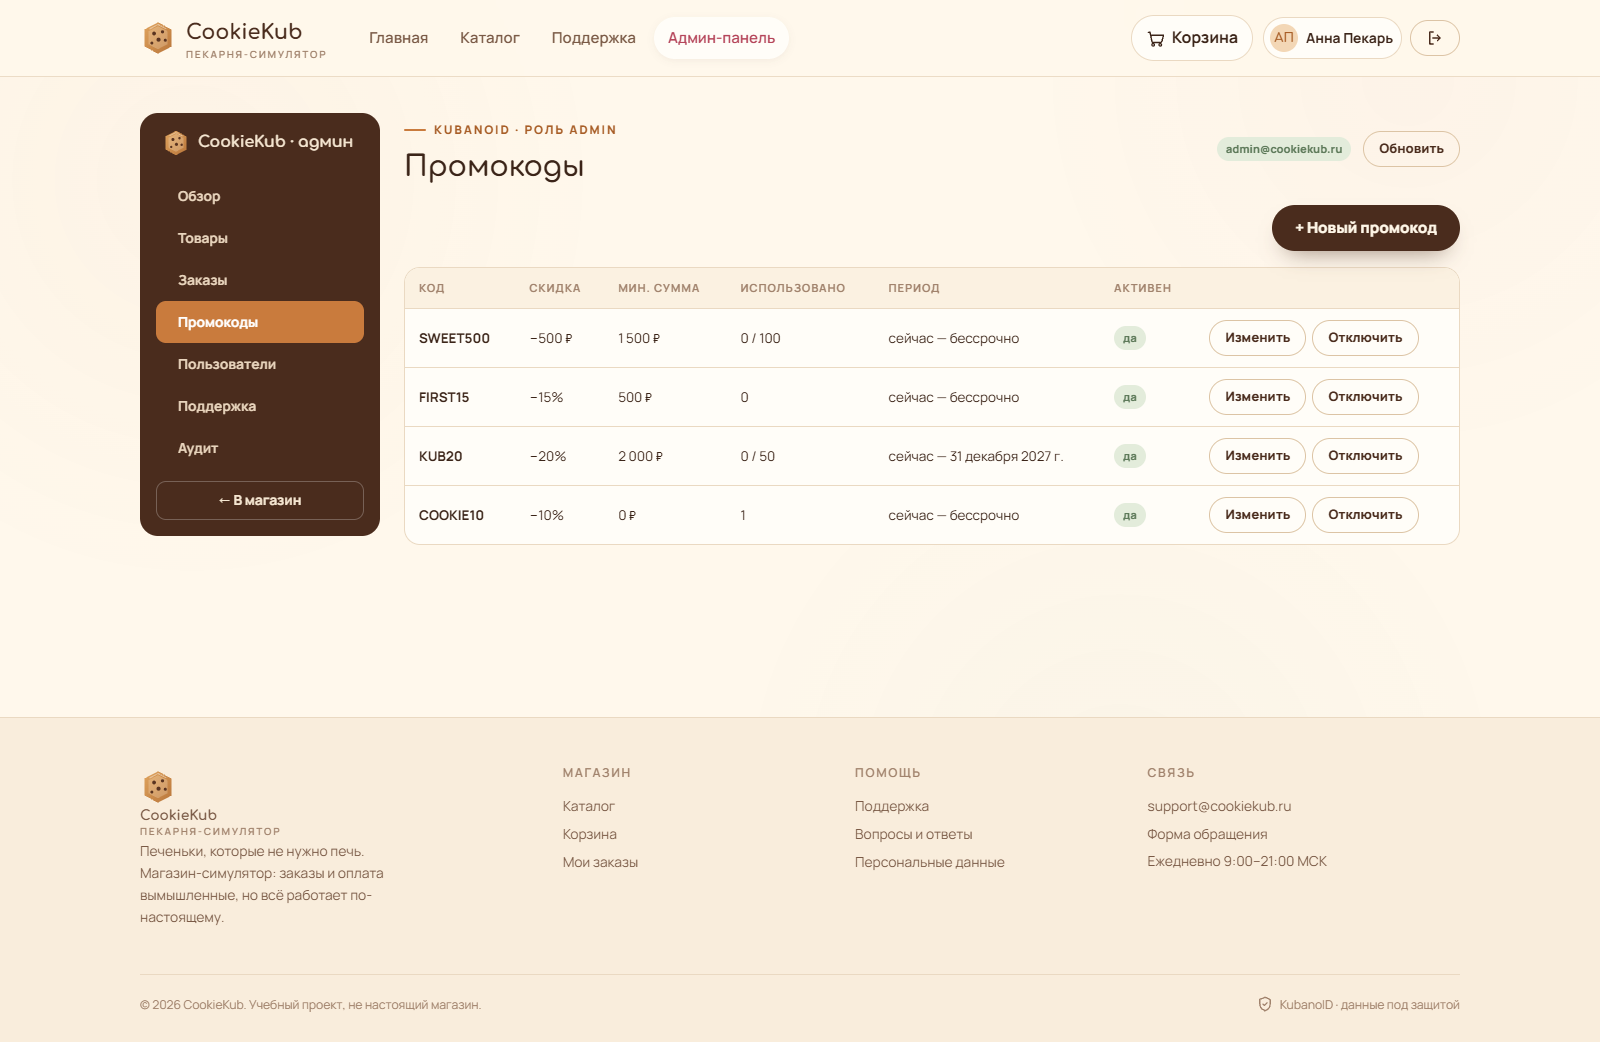 CookieKub
ПЕКАРНЯ-СИМУЛЯТОР
Главная
Каталог
Поддержка
Админ-панель
Корзина
АП
Анна Пекарь
CookieKub · админ
Обзор
Товары
Заказы
Промокоды
Пользователи
Поддержка
Аудит
← В магазин
KUBANOID · РОЛЬ ADMIN
Промокоды
admin@cookiekub.ru
Обновить
+ Новый промокод
КОД СКИДКА МИН. СУММА ИСПОЛЬЗОВАНО ПЕРИОД АКТИВЕН
SWEET500 −500 ₽ 1 500 ₽ 0 / 100 сейчас — бессрочно да Изменить Отключить
FIRST15 −15% 500 ₽ 0 сейчас — бессрочно да Изменить Отключить
KUB20 −20% 2 000 ₽ 0 / 50 сейчас — 31 декабря 2027 г. да Изменить Отключить
COOKIE10 −10% 0 ₽ 1 сейчас — бессрочно да Изменить Отключить
CookieKub
ПЕКАРНЯ-СИМУЛЯТОР
Печеньки, которые не нужно печь.
Магазин-симулятор: заказы и оплата
вымышленные, но всё работает по-
настоящему.
МАГАЗИН
Каталог
Корзина
Мои заказы
ПОМОЩЬ
Поддержка
Вопросы и ответы
Персональные данные
СВЯЗЬ
support@cookiekub.ru
Форма обращения
Ежедневно 9:00–21:00 МСК
© 2026 CookieKub. Учебный проект, не настоящий магазин.
KubanoID · данные под защитой